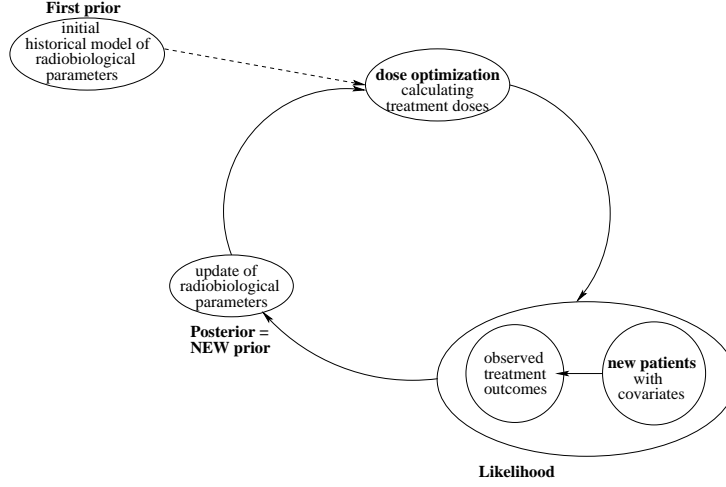 First prior
initial
historical model of
radiobiological
parameters
dose optimization
calculating
treatment doses
update of
radiobiological
parameters
Posterior =
NEW prior
observed
treatment
outcomes
new patients
with
covariates
Likelihood